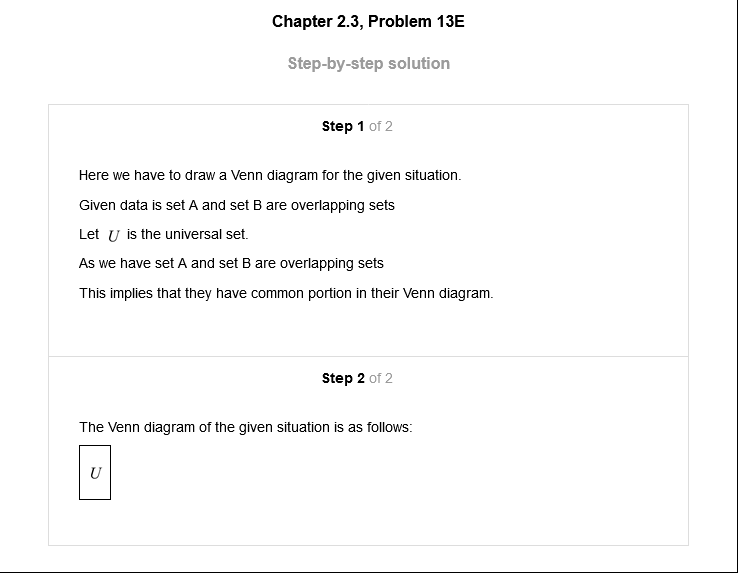 Chapter 2.3, Problem 13E
Step-by-step solution
Step 1 of 2
Here we have to draw a Venn diagram for the given situation.
Given data is set A and set B are overlapping sets
Let U is the universal set.
As we have set A and set B are overlapping sets
This implies that they have common portion in their Venn diagram.
Step 2 of 2
The Venn diagram of the given situation is as follows:
U